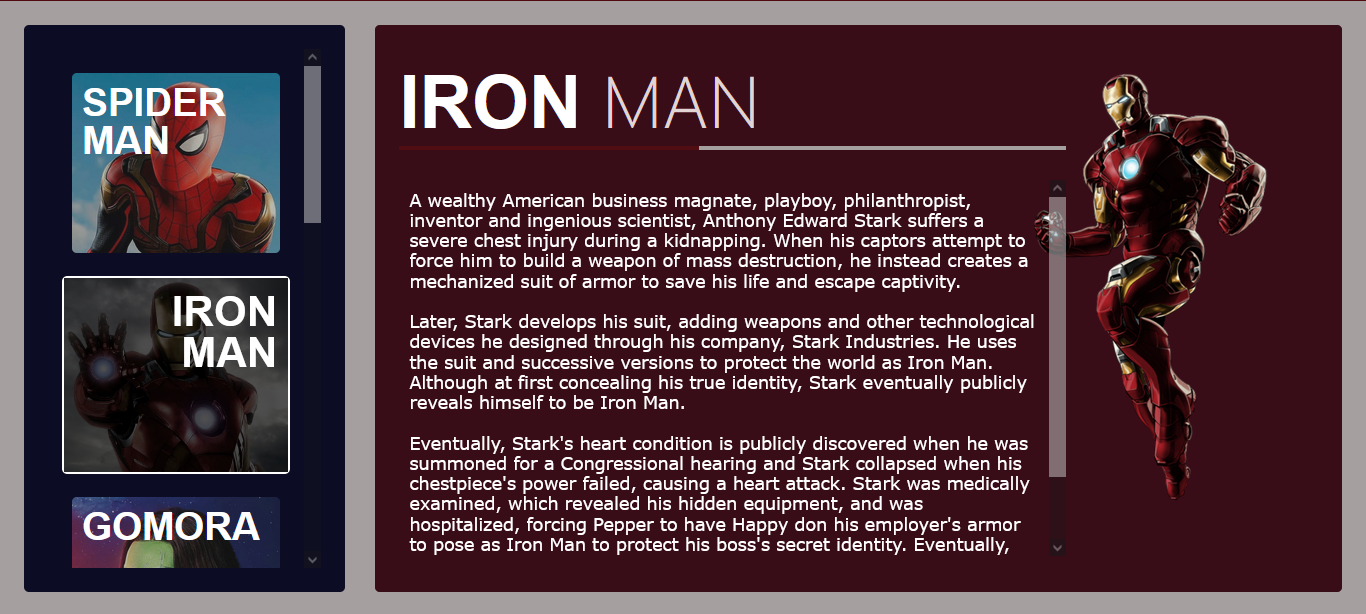 SPIDER
MAN
IRON
MAN
GOMORA
IRON MAN
A wealthy American business magnate, playboy, philanthropist,
inventor and ingenious scientist, Anthony Edward Stark suffers a
severe chest injury during a kidnapping. When his captors attempt to
force him to build a weapon of mass destruction, he instead creates a
mechanized suit of armor to save his life and escape captivity.
Later, Stark develops his suit, adding weapons and other technological
devices he designed through his company, Stark Industries. He uses
the suit and successive versions to protect the world as Iron Man.
Although at first concealing his true identity, Stark eventually publicly
reveals himself to be Iron Man.
Eventually, Stark's heart condition is publicly discovered when he was
summoned for a Congressional hearing and Stark collapsed when his
chestpiece's power failed, causing a heart attack. Stark was medically
examined, which revealed his hidden equipment, and was
hospitalized, forcing Pepper to have Happy don his employer's armor
to pose as Iron Man to protect his boss's secret identity. Eventually,